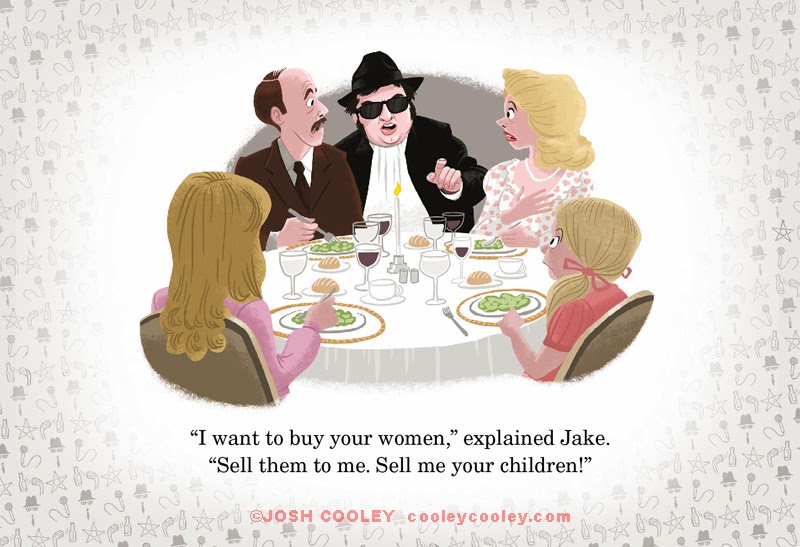 “I want to buy your women,” explained Jake.
“Sell them to me. Sell me your children!”
©JOSH COOLEY cooleycooley.com